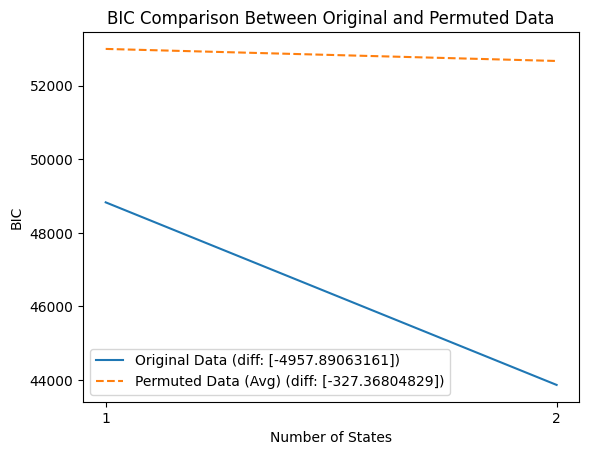 BIC Comparison Between Original and Permuted Data
BIC
52000
50000
48000
46000
44000
Original Data (diff: [-4957.89063161])
Permuted Data (Avg) (diff: [-327.36804829])
1
2
Number of States